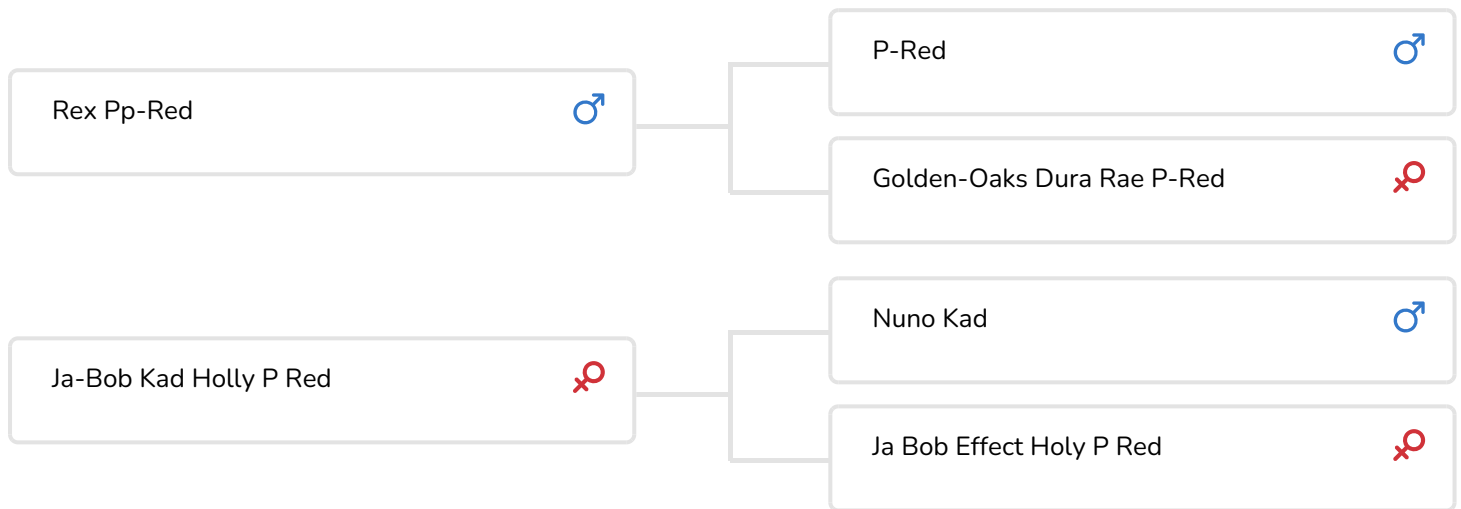 P-Red
Rex Pp-Red
Golden-Oaks Dura Rae P-Red
Nuno Kad
Ja-Bob Kad Holly P Red
Ja Bob Effect Holy P Red